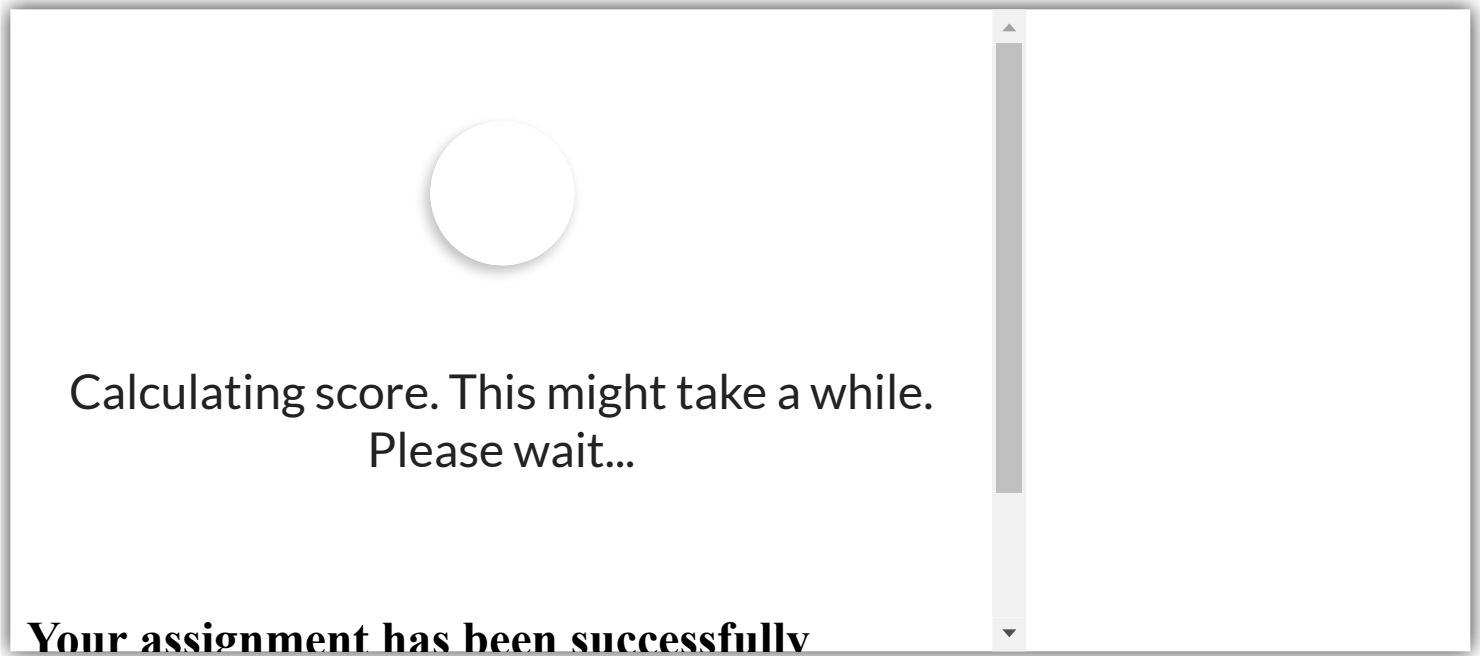 Calculating score. This might take a while.
Please wait...
Your assignment has been successfully